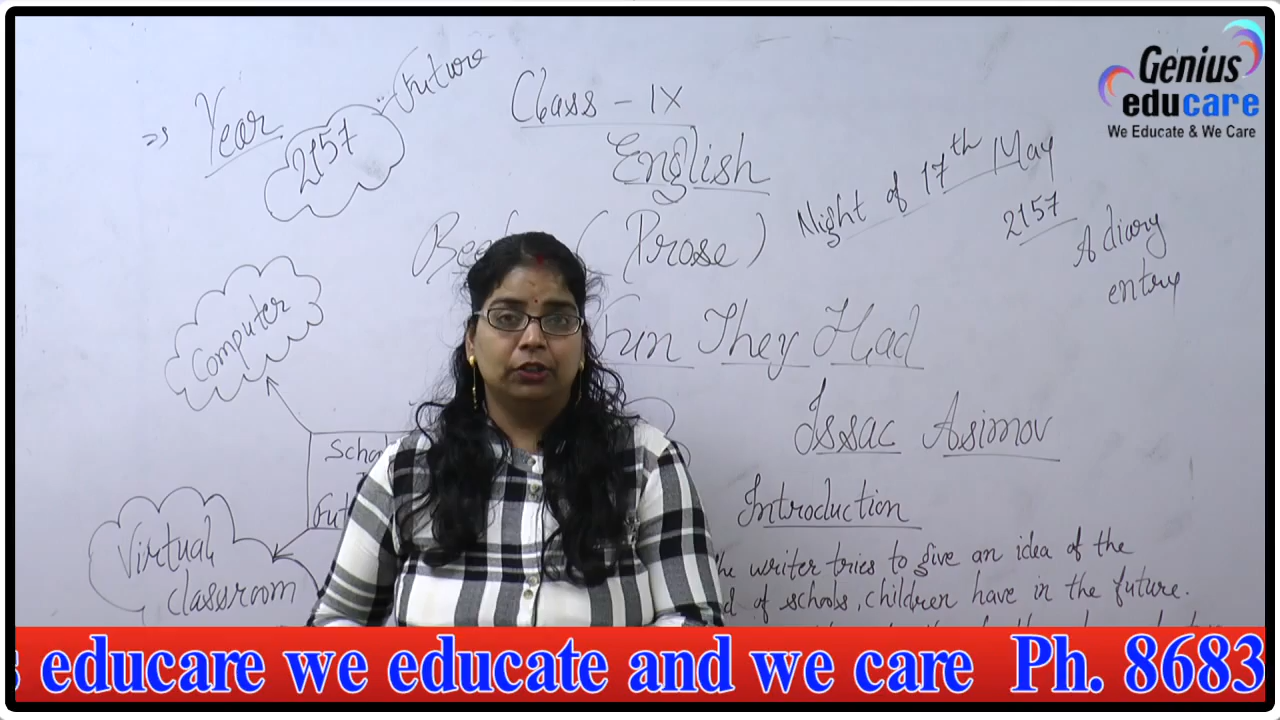 ⇒ Year
2157
Future
Class - IX
English
(Prose)
Night of 17th May
2157
A diary
entry
Fun They Had
Issac Asimov
Computer
Virtual
classroom
Introduction
the writer tries to give an idea of the
of schools, children have in the future.
Genius
educare
We Educate & We Care
educare we educate and we care Ph. 8683